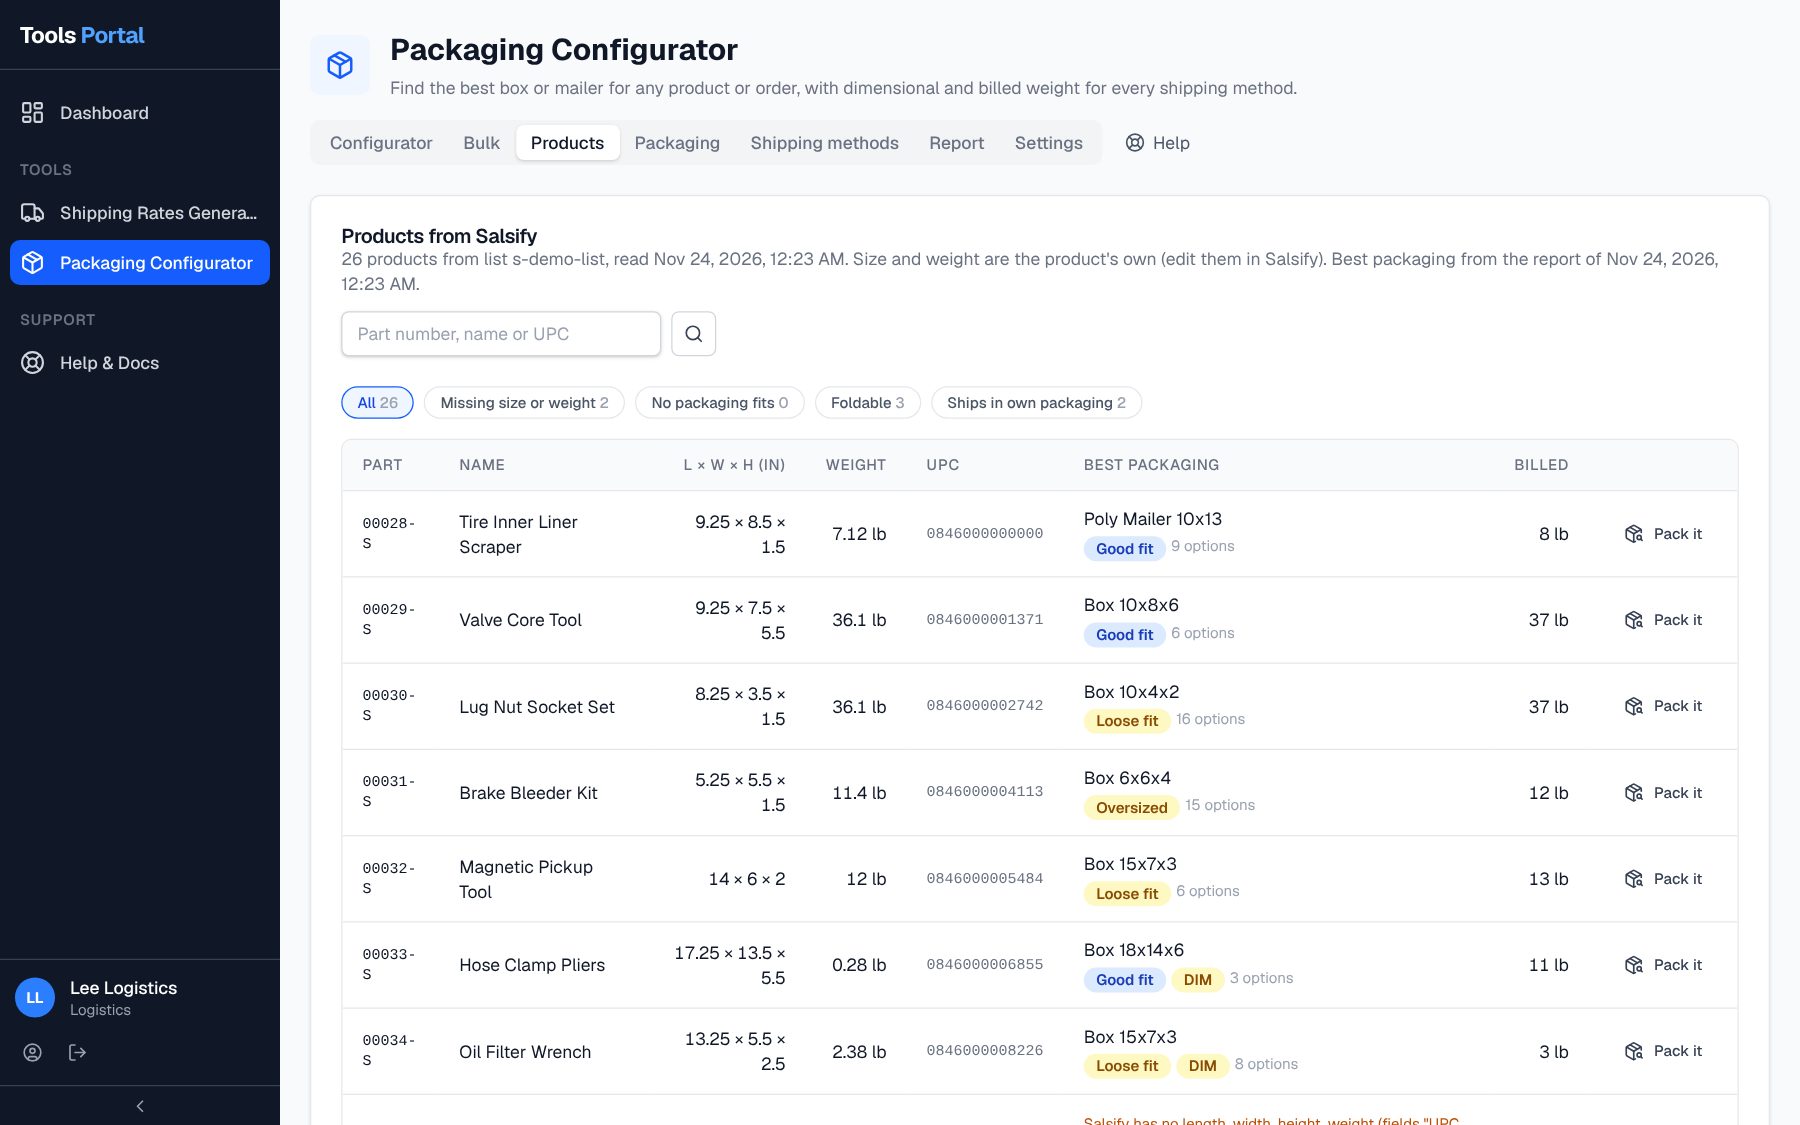 Tools Portal
Dashboard
TOOLS
Shipping Rates Genera...
Packaging Configurator
SUPPORT
Help & Docs
LL
Lee Logistics
Logistics
Packaging Configurator
Find the best box or mailer for any product or order, with dimensional and billed weight for every shipping method.
Configurator Bulk Products Packaging Shipping methods Report Settings Help
Products from Salsify
26 products from list s-demo-list, read Nov 24, 2026, 12:23 AM. Size and weight are the product's own (edit them in Salsify). Best packaging from the report of Nov 24, 2026,
12:23 AM.
Part number, name or UPC
All 26 Missing size or weight 2 No packaging fits 0 Foldable 3 Ships in own packaging 2
PART NAME L × W × H (IN) WEIGHT UPC BEST PACKAGING BILLED
00028-
S
Tire Inner Liner
Scraper
9.25 × 8.5 ×
1.5
7.12 lb
0846000000000
Poly Mailer 10x13
Good fit 9 options
8 lb
Pack it
00029-
S
Valve Core Tool
9.25 × 7.5 ×
5.5
36.1 lb
0846000001371
Box 10x8x6
Good fit 6 options
37 lb
Pack it
00030-
S
Lug Nut Socket Set
8.25 × 3.5 ×
1.5
36.1 lb
0846000002742
Box 10x4x2
Loose fit 16 options
37 lb
Pack it
00031-
S
Brake Bleeder Kit
5.25 × 5.5 ×
1.5
11.4 lb
0846000004113
Box 6x6x4
Oversized 15 options
12 lb
Pack it
00032-
S
Magnetic Pickup
Tool
14 × 6 × 2
12 lb
0846000005484
Box 15x7x3
Loose fit 6 options
13 lb
Pack it
00033-
S
Hose Clamp Pliers
17.25 × 13.5 ×
5.5
0.28 lb
0846000006855
Box 18x14x6
Good fit DIM 3 options
11 lb
Pack it
00034-
S
Oil Filter Wrench
13.25 × 5.5 ×
2.5
2.38 lb
0846000008226
Box 15x7x3
Loose fit DIM 8 options
3 lb
Pack it
Salsify has no length, width, height, weight (fields "UPC